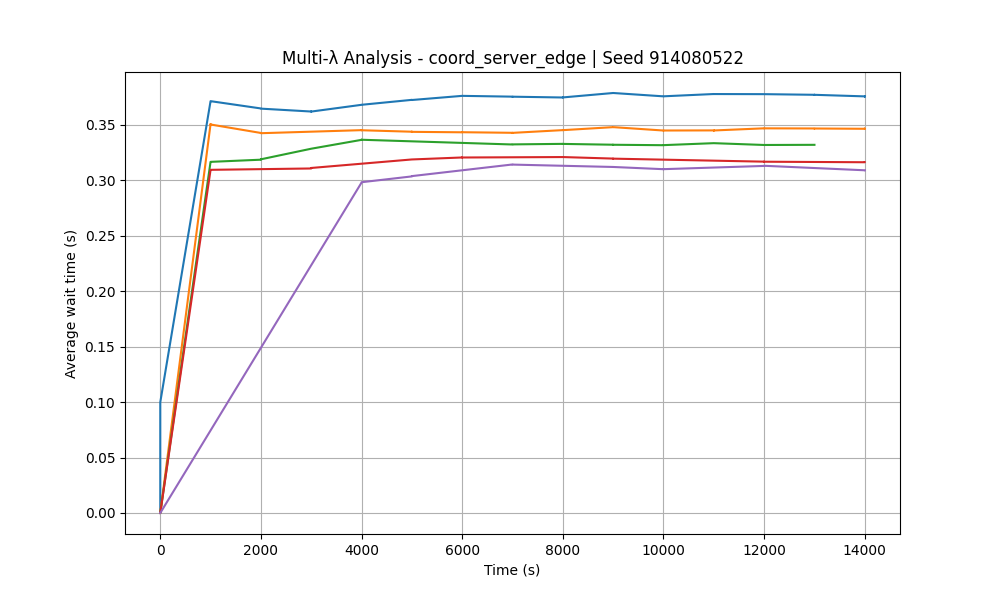 Multi-λ Analysis - coord_server_edge | Seed 914080522
Average wait time (s)
0.35
0.30
0.25
0.20
0.15
0.10
0.05
0.00
0 2000 4000 6000 8000 10000 12000 14000
Time (s)